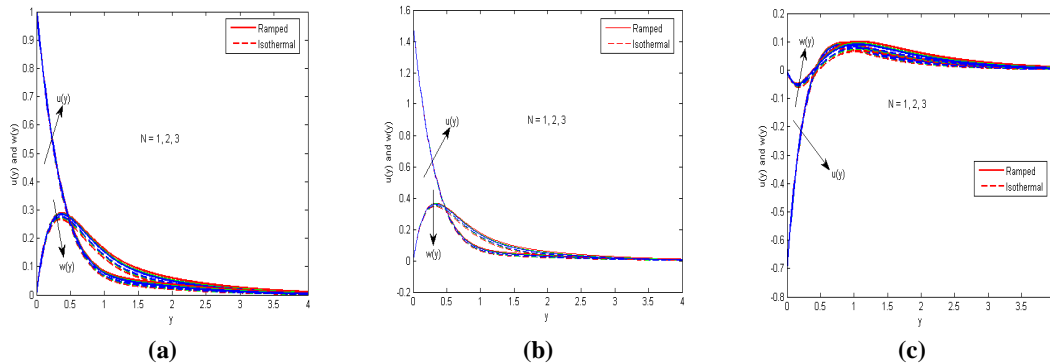 1
0.9
0.8
0.7
0.6
0.5
0.4
0.3
0.2
0.1
0
u(y) and w(y)
Ramped
Isothermal
u(y)
N = 1, 2, 3
w(y)
0 0.5 1 1.5 2 2.5 3 3.5 4
y
(a)
1.6
1.4
1.2
1
0.8
0.6
0.4
0.2
0
-0.2
u(y) and w(y)
Ramped
Isothermal
u(y)
N = 1, 2, 3
w(y)
0 0.5 1 1.5 2 2.5 3 3.5 4
y
(b)
0.2
0.1
0
-0.1
-0.2
-0.3
-0.4
-0.5
-0.6
-0.7
-0.8
u(y) and w(y)
w(y)
N = 1, 2, 3
u(y)
Ramped
Isothermal
0 0.5 1 1.5 2 2.5 3 3.5
y
(c)